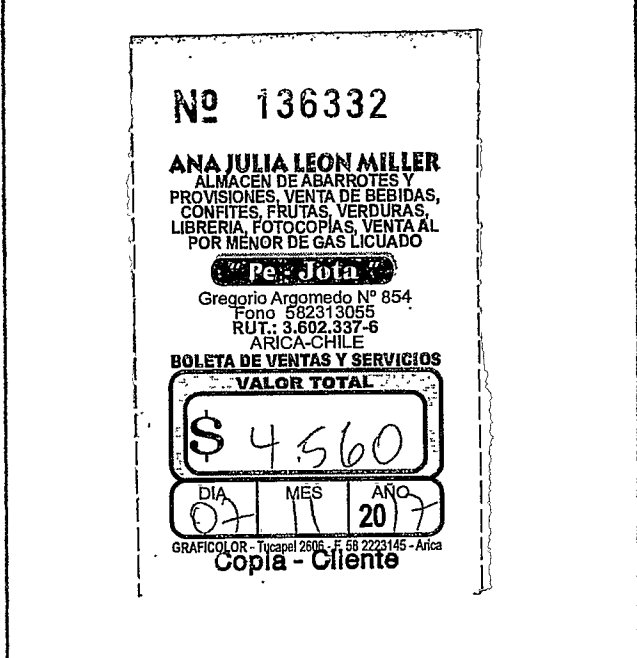 Nº 136332
ANA JULIA LEON MILLER
ALMACEN DE ABARROTES Y
PROVISIONES, VENTA DE BEBIDAS,
CONFITES, FRUTAS, VERDURAS,
LIBRERIA, FOTOCOPIAS, VENTA AL
POR MENOR DE GAS LICUADO
"Pe - Jota"
Gregorio Argomedo Nº 854
Fono 582313055
RUT.: 3.602.337-6
ARICA-CHILE
BOLETA DE VENTAS Y SERVICIOS
VALOR TOTAL
$ 4.560
DIA MES AÑO
07 11 2017
GRAFICOLOR - Tucapel 2606 - F. 58 2223145 - Arica
Copia - Cliente